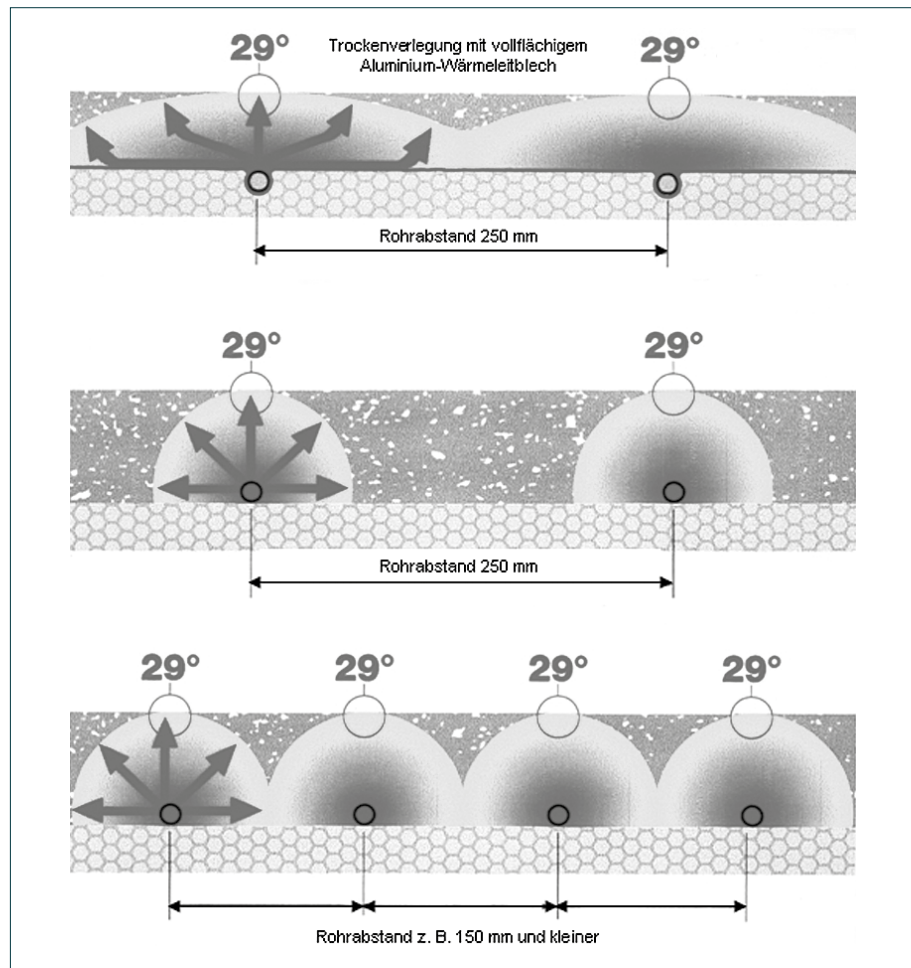 29°
Trockenverlegung mit vollflächigem
Aluminium-Wärmeleitblech
29°
Rohrabstand 250 mm
29°
29°
Rohrabstand 250 mm
29°
29°
29°
29°
Rohrabstand z. B. 150 mm und kleiner